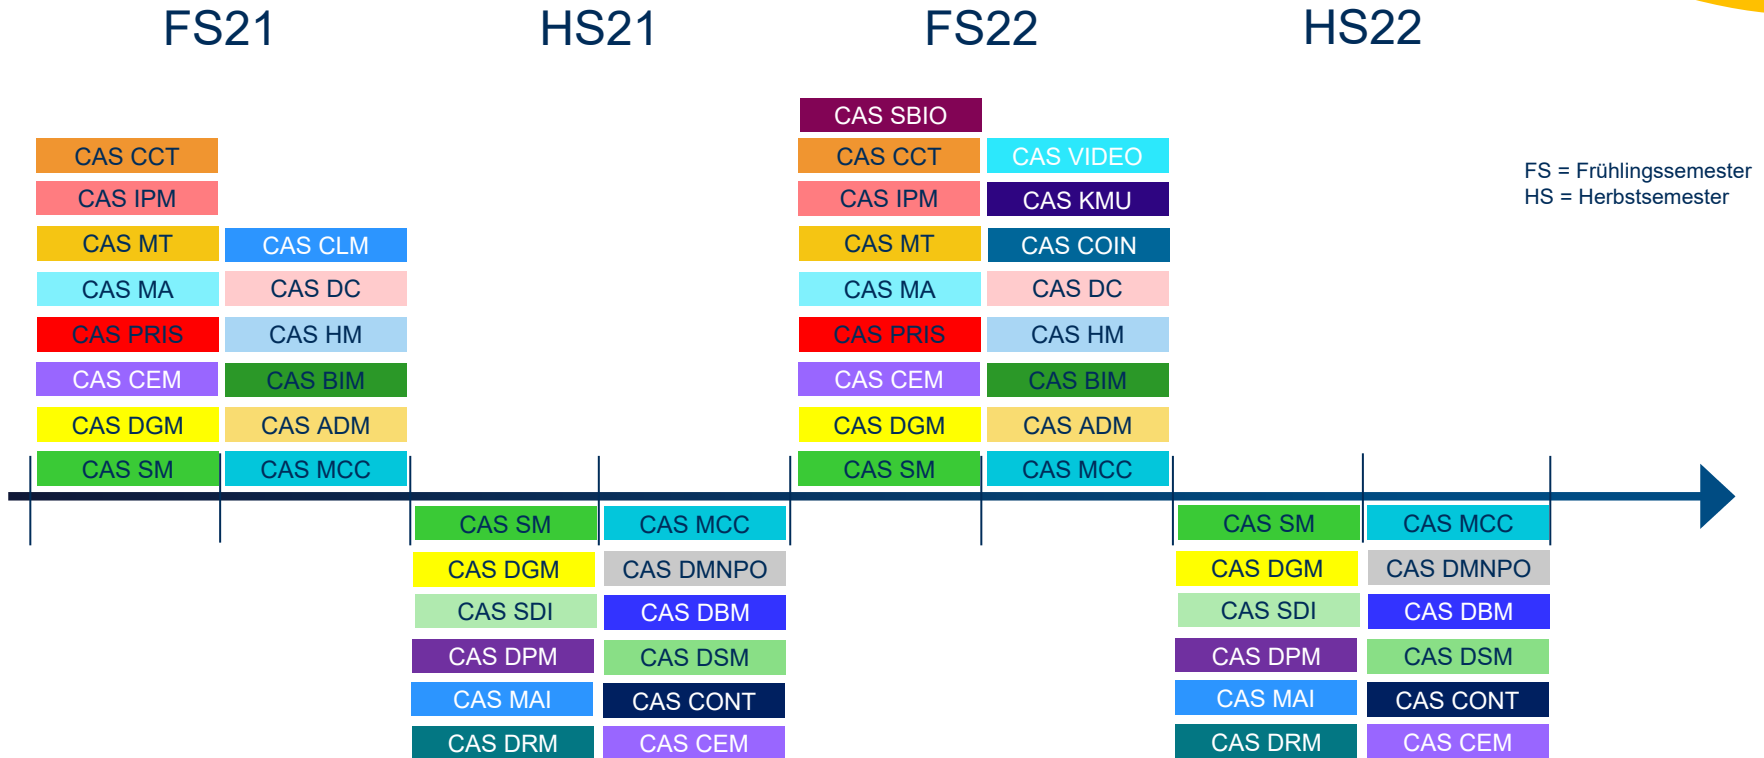 FS21
HS21
FS22
HS22
CAS SBIO
CAS CCT
CAS CCT
CAS VIDEO
FS = Frühlingssemester
HS = Herbstsemester
CAS IPM
CAS IPM
CAS KMU
CAS MT
CAS CLM
CAS MT
CAS COIN
CAS MA
CAS DC
CAS MA
CAS DC
CAS PRIS
CAS HM
CAS PRIS
CAS HM
CAS CEM
CAS BIM
CAS CEM
CAS BIM
CAS DGM
CAS ADM
CAS DGM
CAS ADM
CAS SM
CAS MCC
CAS SM
CAS MCC
CAS SM
CAS MCC
CAS SM
CAS MCC
CAS DGM
CAS DMNPO
CAS DGM
CAS DMNPO
CAS SDI
CAS DBM
CAS SDI
CAS DBM
CAS DPM
CAS DSM
CAS DPM
CAS DSM
CAS MAI
CAS CONT
CAS MAI
CAS CONT
CAS DRM
CAS CEM
CAS DRM
CAS CEM